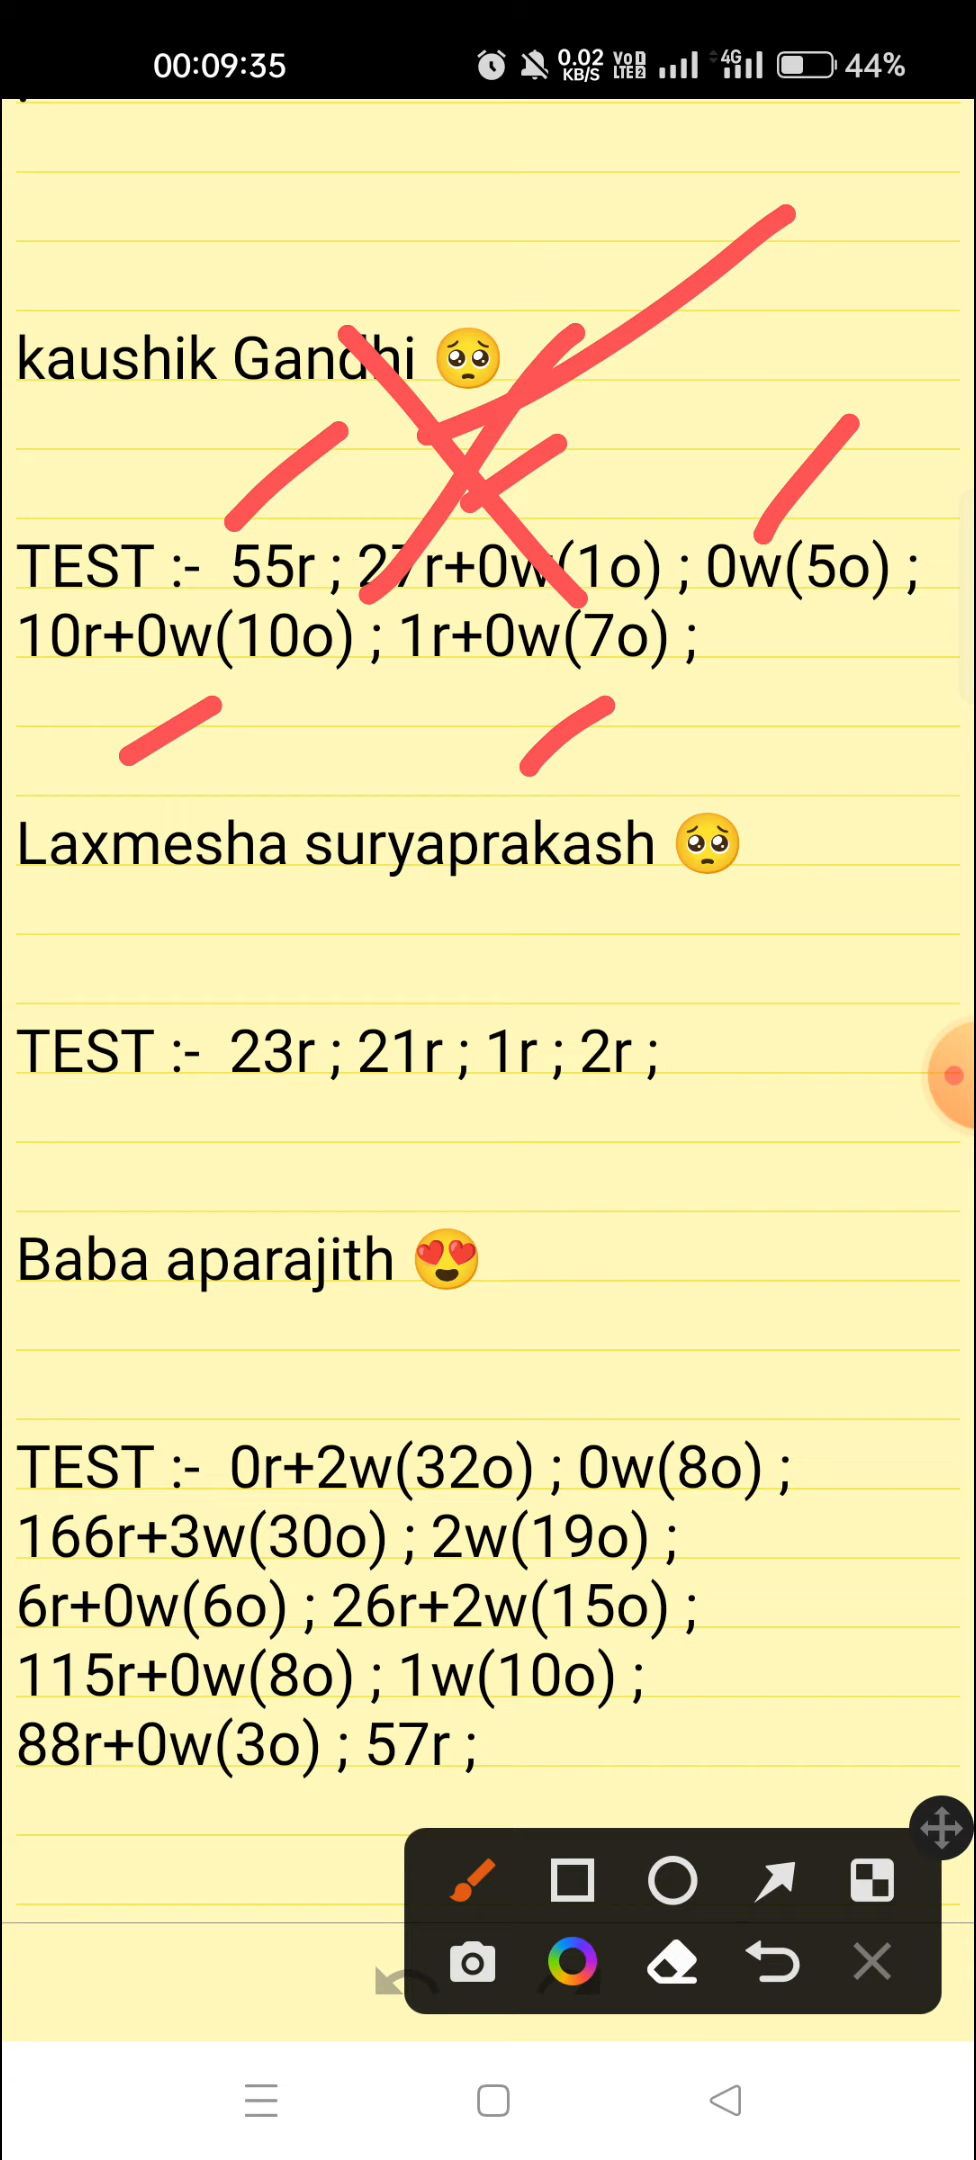 00:09:35 0.02 KB/S VoD LTE2 4G 44%
kaushik Gandhi 🥺
TEST :- 55r ; 27r+0w(1o) ; 0w(5o) ;
10r+0w(10o) ; 1r+0w(7o) ;
Laxmesha suryaprakash 🥺
TEST :- 23r ; 21r ; 1r ; 2r ;
Baba aparajith 😍
TEST :- 0r+2w(32o) ; 0w(8o) ;
166r+3w(30o) ; 2w(19o) ;
6r+0w(6o) ; 26r+2w(15o) ;
115r+0w(8o) ; 1w(10o) ;
88r+0w(3o) ; 57r ;